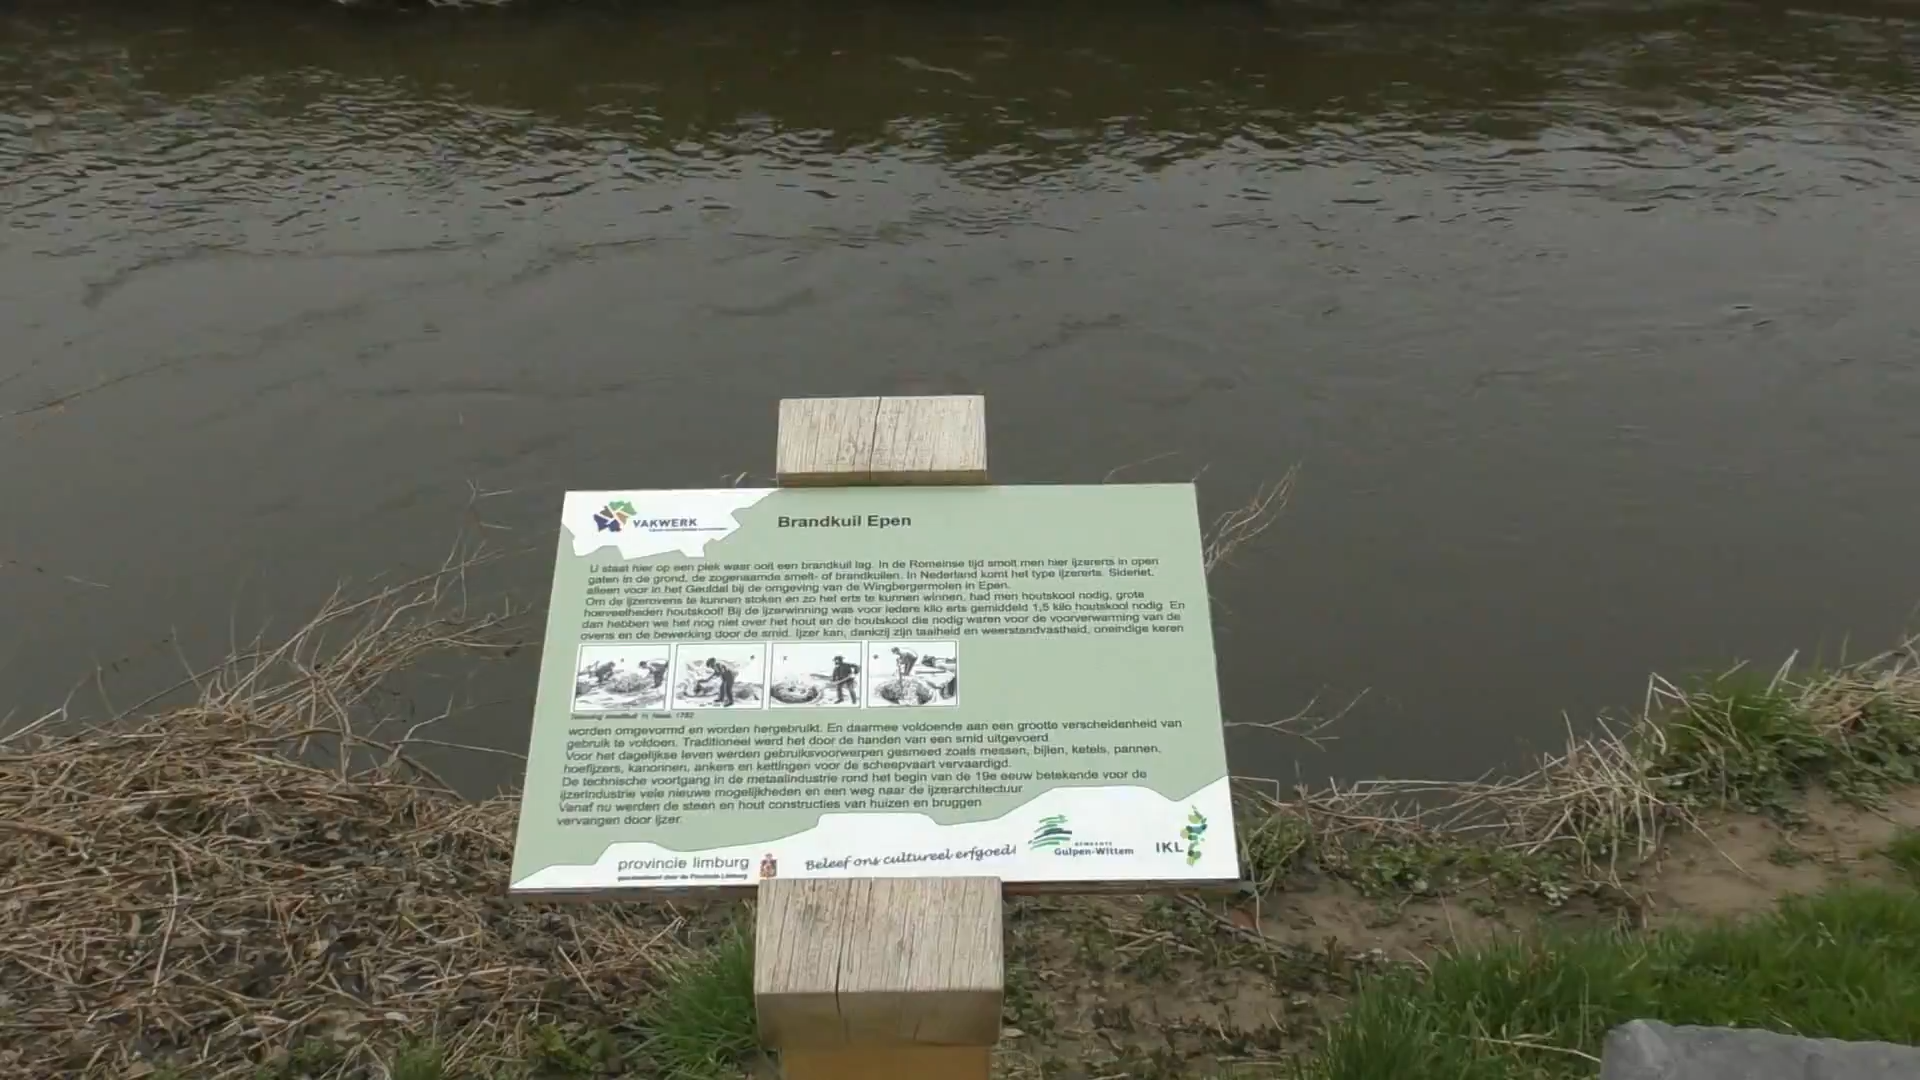 VAKWERK
Brandkuil Epen
U staat hier op een plek waar ooit een brandkuil lag. In de Romeinse tijd smolt men hier ijzererts in open
gaten in de grond, de zogenaamde smelt- of brandkuilen. In Nederland komt het type ijzererts, Sideriet,
alleen voor in het Geuldal bij de omgeving van de Wingbergermolen in Epen.
Om de ijzerovens te kunnen stoken en zo het erts te kunnen winnen, had men houtskool nodig, grote
hoeveelheden houtskool! Bij de ijzerwinning was voor iedere kilo erts gemiddeld 1,5 kilo houtskool nodig. En
dan hebben we het nog niet over het hout en de houtskool die nodig waren voor de voorverwarming van de
ovens en de bewerking door de smid. Ijzer kan, dankzij zijn taaiheid en weerstandvastheid, oneindige keren
worden omgevormd en worden hergebruikt. En daarmee voldoende aan een grootte verscheidenheid van
gebruik te voldoen. Traditioneel werd het door de handen van een smid uitgevoerd.
Voor het dagelijkse leven werden gebruiksvoorwerpen gesmeed zoals messen, bijlen, ketels, pannen,
hoefijzers, kanonnen, ankers en kettingen voor de scheepvaart vervaardigd.
De technische voortgang in de metaalindustrie rond het begin van de 19e eeuw betekende voor de
ijzerindustrie vele nieuwe mogelijkheden en een weg naar de ijzerarchitectuur.
Vanaf nu werden de steen en hout constructies van huizen en bruggen
vervangen door ijzer.
provincie limburg
Beleef ons cultureel erfgoed!
GEMEENTE
Gulpen-Wittem
IKL